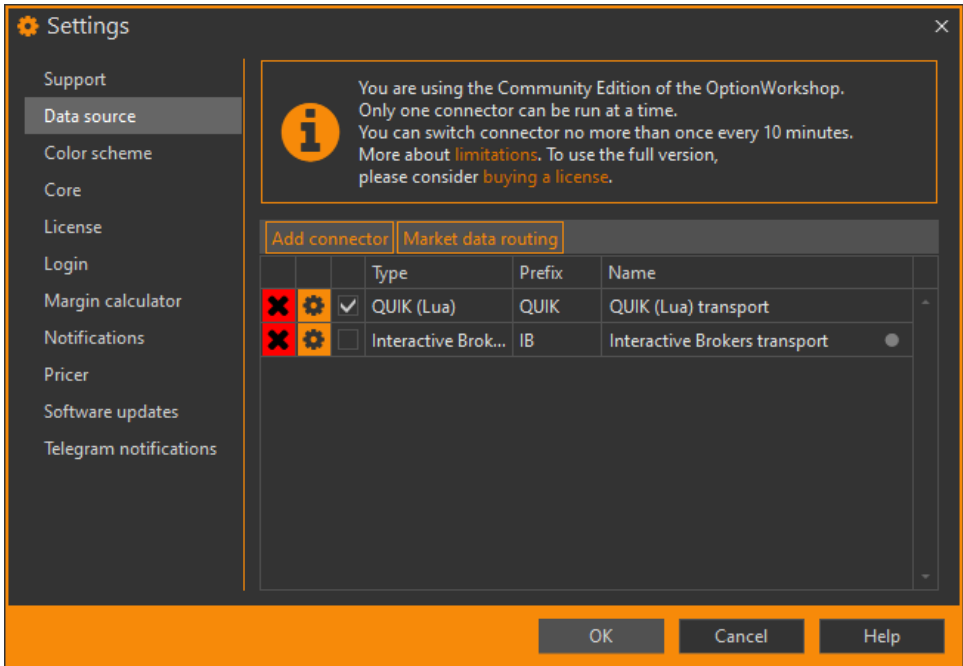 Settings
Support
Data source
Color scheme
Core
License
Login
Margin calculator
Notifications
Pricer
Software updates
Telegram notifications
You are using the Community Edition of the OptionWorkshop.
Only one connector can be run at a time.
You can switch connector no more than once every 10 minutes.
More about limitations. To use the full version,
please consider buying a license.
Add connector Market data routing
Type Prefix Name
QUIK (Lua) QUIK QUIK (Lua) transport
Interactive Brok... IB Interactive Brokers transport
OK Cancel Help